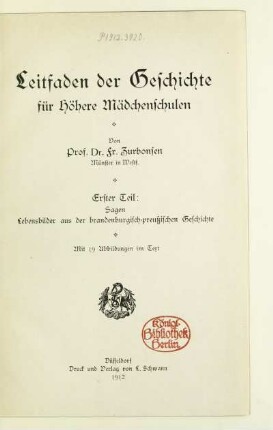 P1912.3823
Leitfaden der Geschichte
für Höhere Mädchenschulen
Von
Prof. Dr. Fr. Zurbonsen
Münster in Westf.
Erster Teil:
Sagen
Lebensbilder aus der brandenburgisch-preußischen Geschichte
Mit 19 Abbildungen im Text
Königl.
Bibliothek
Berlin.
Düsseldorf
Druck und Verlag von L. Schwann
1912